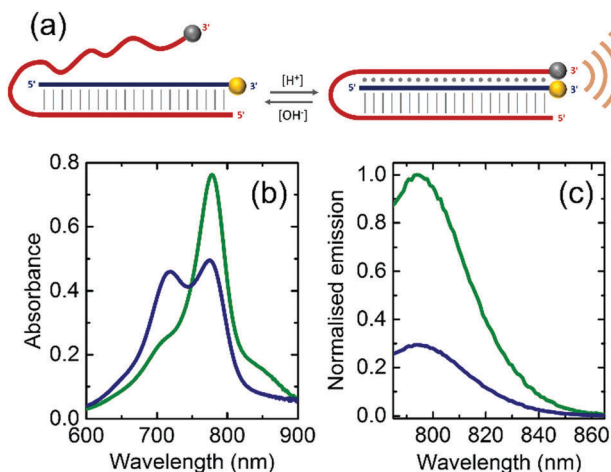 (a)
3'
5' 3'
[H⁺]
[OH⁻]
5'
3'
5' 3'
5'
(b)
0.8
0.6
0.4
0.2
0.0
Absorbance
600 700 800 900
Wavelength (nm)
(c)
1.0
0.8
0.6
0.4
0.2
0.0
Normalised emission
800 820 840 860
Wavelength (nm)